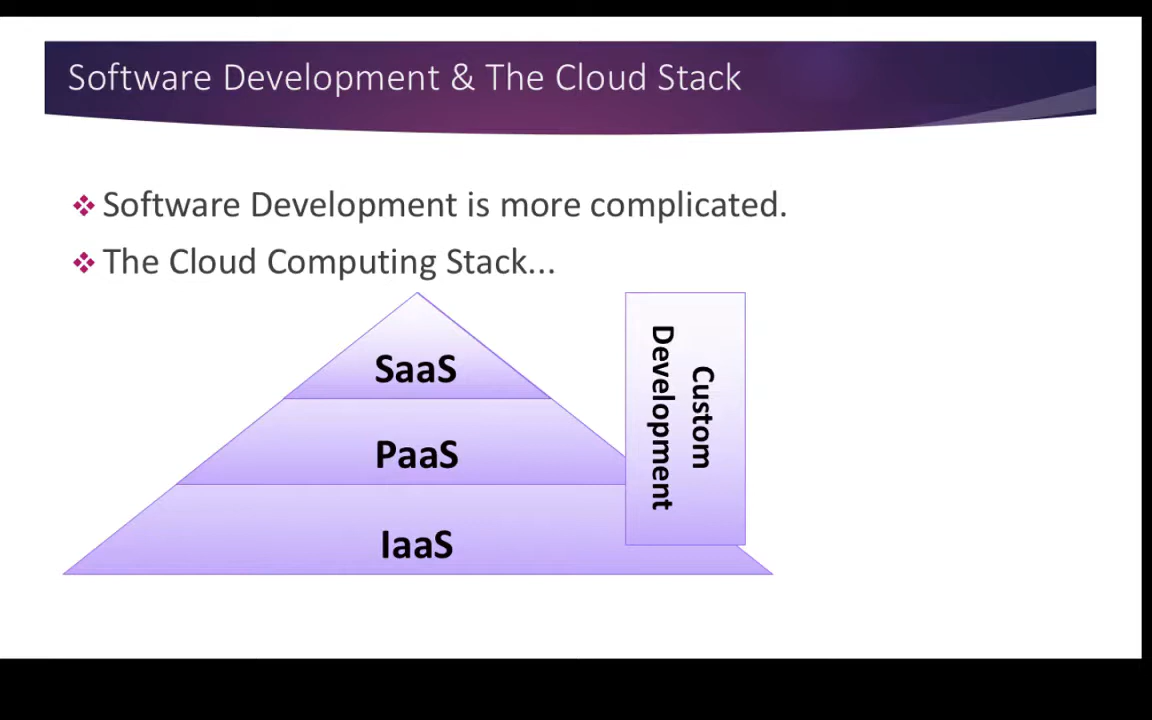 Software Development & The Cloud Stack
Software Development is more complicated.
The Cloud Computing Stack...
SaaS
PaaS
IaaS
Custom
Development